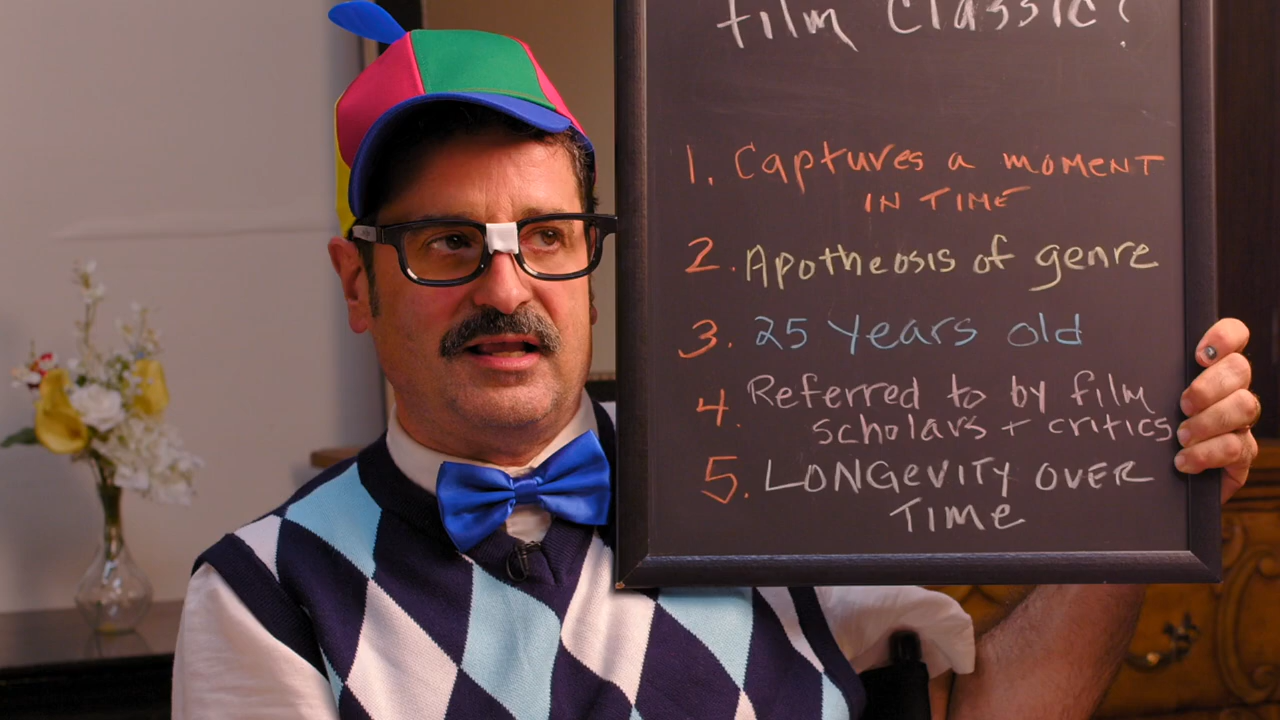 film classic?
1. Captures a moment
in time
2. Apotheosis of genre
3. 25 years old
4. Referred to by film
scholars + critics
5. Longevity over
Time